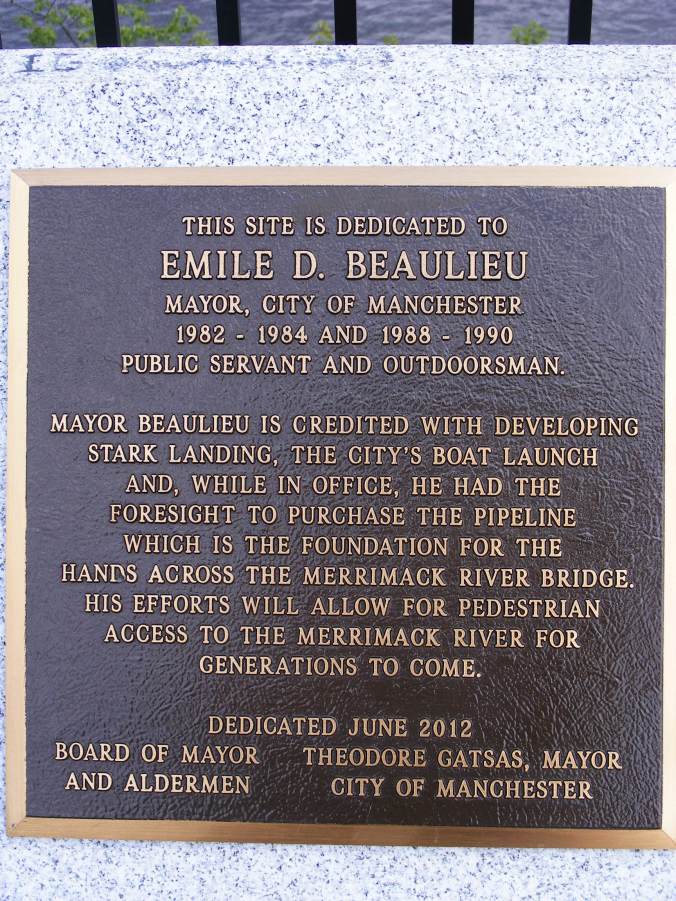 THIS SITE IS DEDICATED TO
EMILE D. BEAULIEU
MAYOR, CITY OF MANCHESTER
1982 - 1984 AND 1988 - 1990
PUBLIC SERVANT AND OUTDOORSMAN.
MAYOR BEAULIEU IS CREDITED WITH DEVELOPING
STARK LANDING, THE CITY'S BOAT LAUNCH
AND, WHILE IN OFFICE, HE HAD THE
FORESIGHT TO PURCHASE THE PIPELINE
WHICH IS THE FOUNDATION FOR THE
HANDS ACROSS THE MERRIMACK RIVER BRIDGE.
HIS EFFORTS WILL ALLOW FOR PEDESTRIAN
ACCESS TO THE MERRIMACK RIVER FOR
GENERATIONS TO COME.
DEDICATED JUNE 2012
BOARD OF MAYOR THEODORE GATSAS, MAYOR
AND ALDERMEN CITY OF MANCHESTER